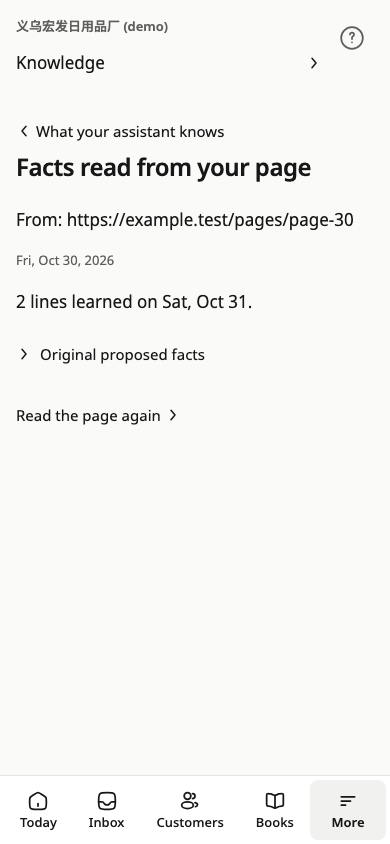 义乌宏发日用品厂 (demo)
Knowledge
What your assistant knows
Facts read from your page
From: https://example.test/pages/page-30
Fri, Oct 30, 2026
2 lines learned on Sat, Oct 31.
Original proposed facts
Read the page again
Today
Inbox
Customers
Books
More